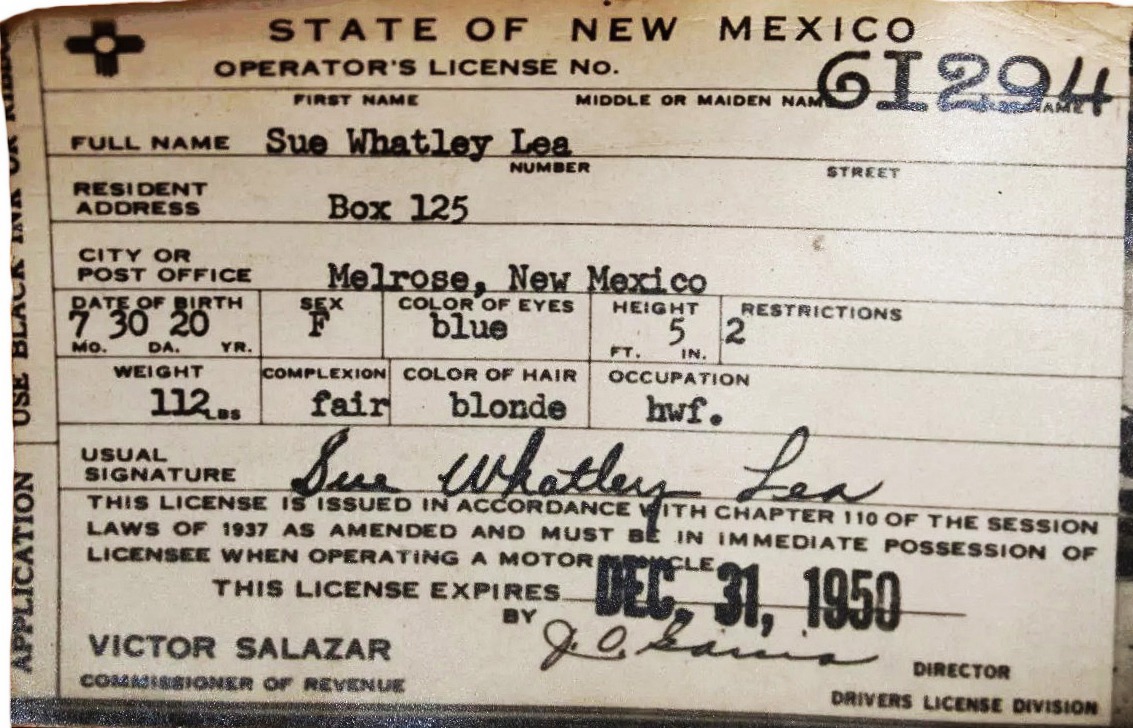 STATE OF NEW MEXICO
OPERATOR'S LICENSE NO. 61294
FIRST NAME MIDDLE OR MAIDEN NAME NAME
FULL NAME Sue Whatley Lea
NUMBER STREET
RESIDENT
ADDRESS Box 125
CITY OR
POST OFFICE Melrose, New Mexico
DATE OF BIRTH SEX COLOR OF EYES HEIGHT RESTRICTIONS
7 30 20 F blue 5 2
MO. DA. YR. FT. IN.
WEIGHT COMPLEXION COLOR OF HAIR OCCUPATION
112 LBS fair blonde hwf.
USUAL
SIGNATURE Sue Whatley Lea
THIS LICENSE IS ISSUED IN ACCORDANCE WITH CHAPTER 110 OF THE SESSION
LAWS OF 1937 AS AMENDED AND MUST BE IN IMMEDIATE POSSESSION OF
LICENSEE WHEN OPERATING A MOTOR CLE
THIS LICENSE EXPIRES DEC. 31, 1950
BY J. O. Garcia
VICTOR SALAZAR
COMMISSIONER OF REVENUE
DIRECTOR
DRIVERS LICENSE DIVISION
APPLICATION USE BLACK INK OR